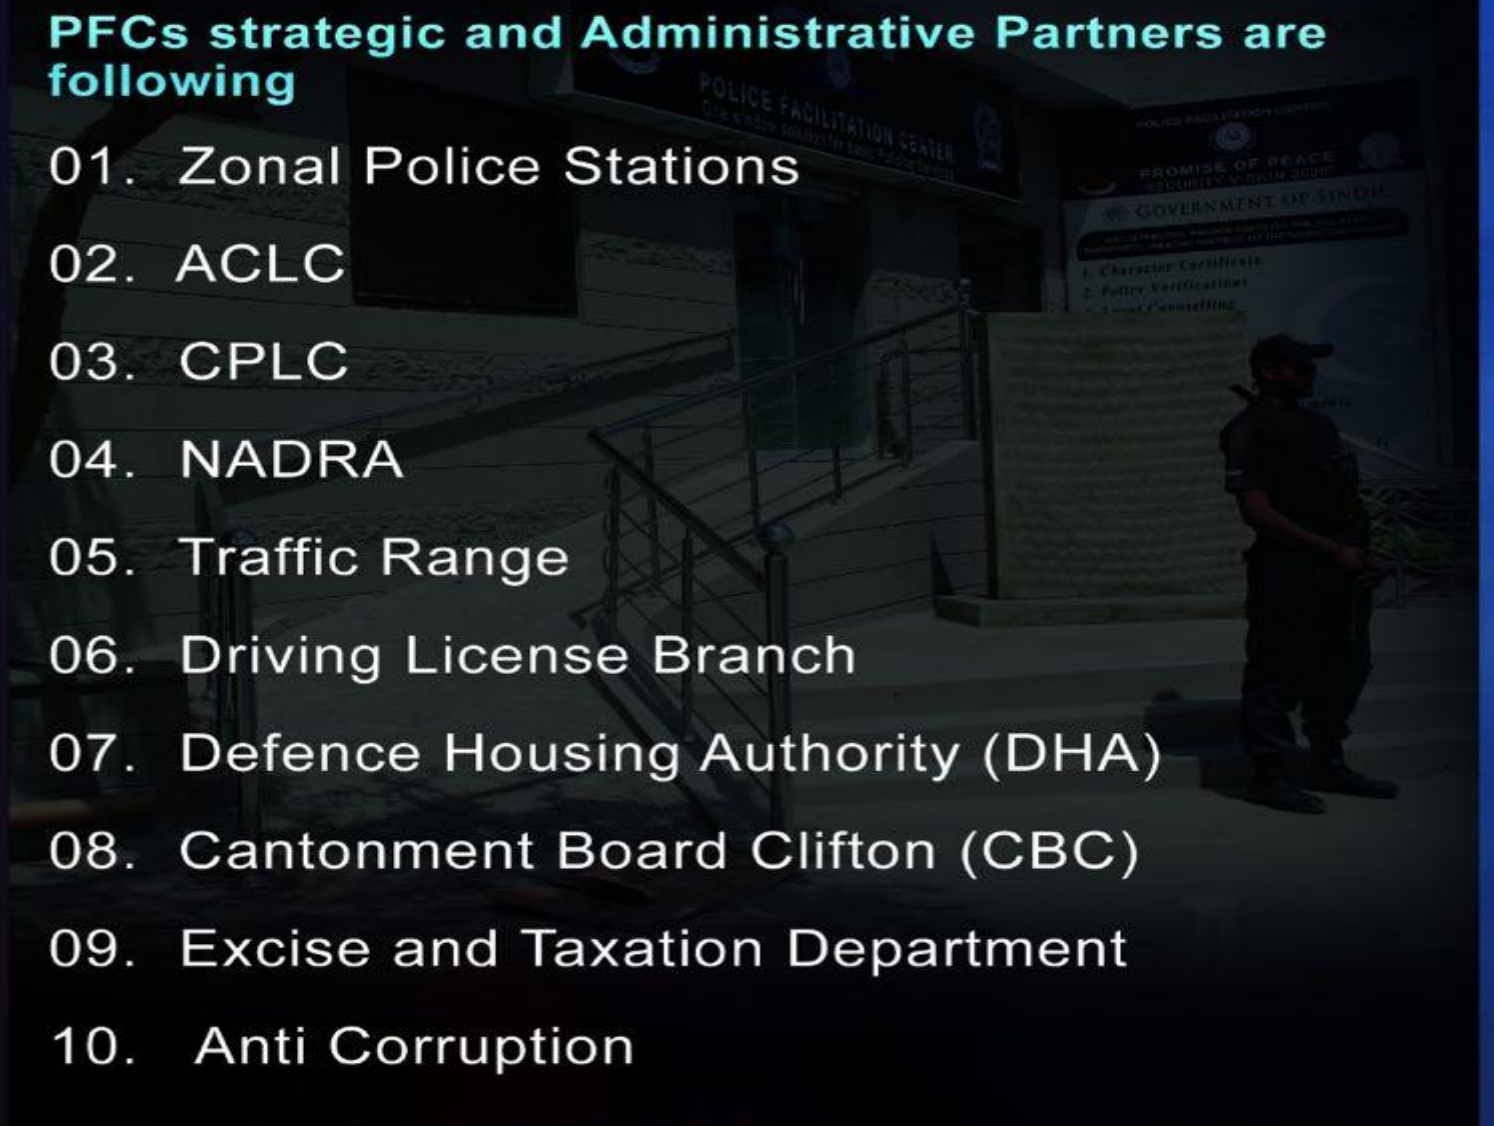 PFCs strategic and Administrative Partners are
following
01. Zonal Police Stations
02. ACLC
03. CPLC
04. NADRA
05. Traffic Range
06. Driving License Branch
07. Defence Housing Authority (DHA)
08. Cantonment Board Clifton (CBC)
09. Excise and Taxation Department
10. Anti Corruption
POLICE FACILITATION CENTER
POLICE FACILITATION CENTER
PROMISE OF PEACE
GOVERNMENT OF SINDH
1. Character Certificate
2. Police Verifications